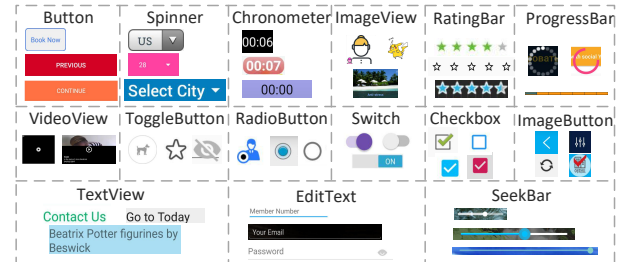 Button
Book Now
PREVIOUS
CONTINUE
Spinner
US
28
Select City
Chronometer
00:06
00:07
00:00
ImageView
RatingBar
ProgressBar
VideoView
ToggleButton
RadioButton
Switch
ON
Checkbox
ImageButton
TextView
Contact Us Go to Today
Beatrix Potter figurines by
Beswick
EditText
Member Number
Your Email
Password
SeekBar